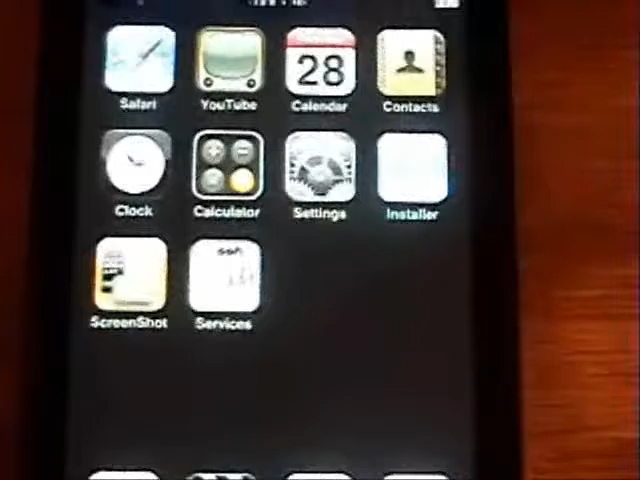 Safari YouTube Calendar Contacts
28
Clock Calculator Settings Installer
ScreenShot Services